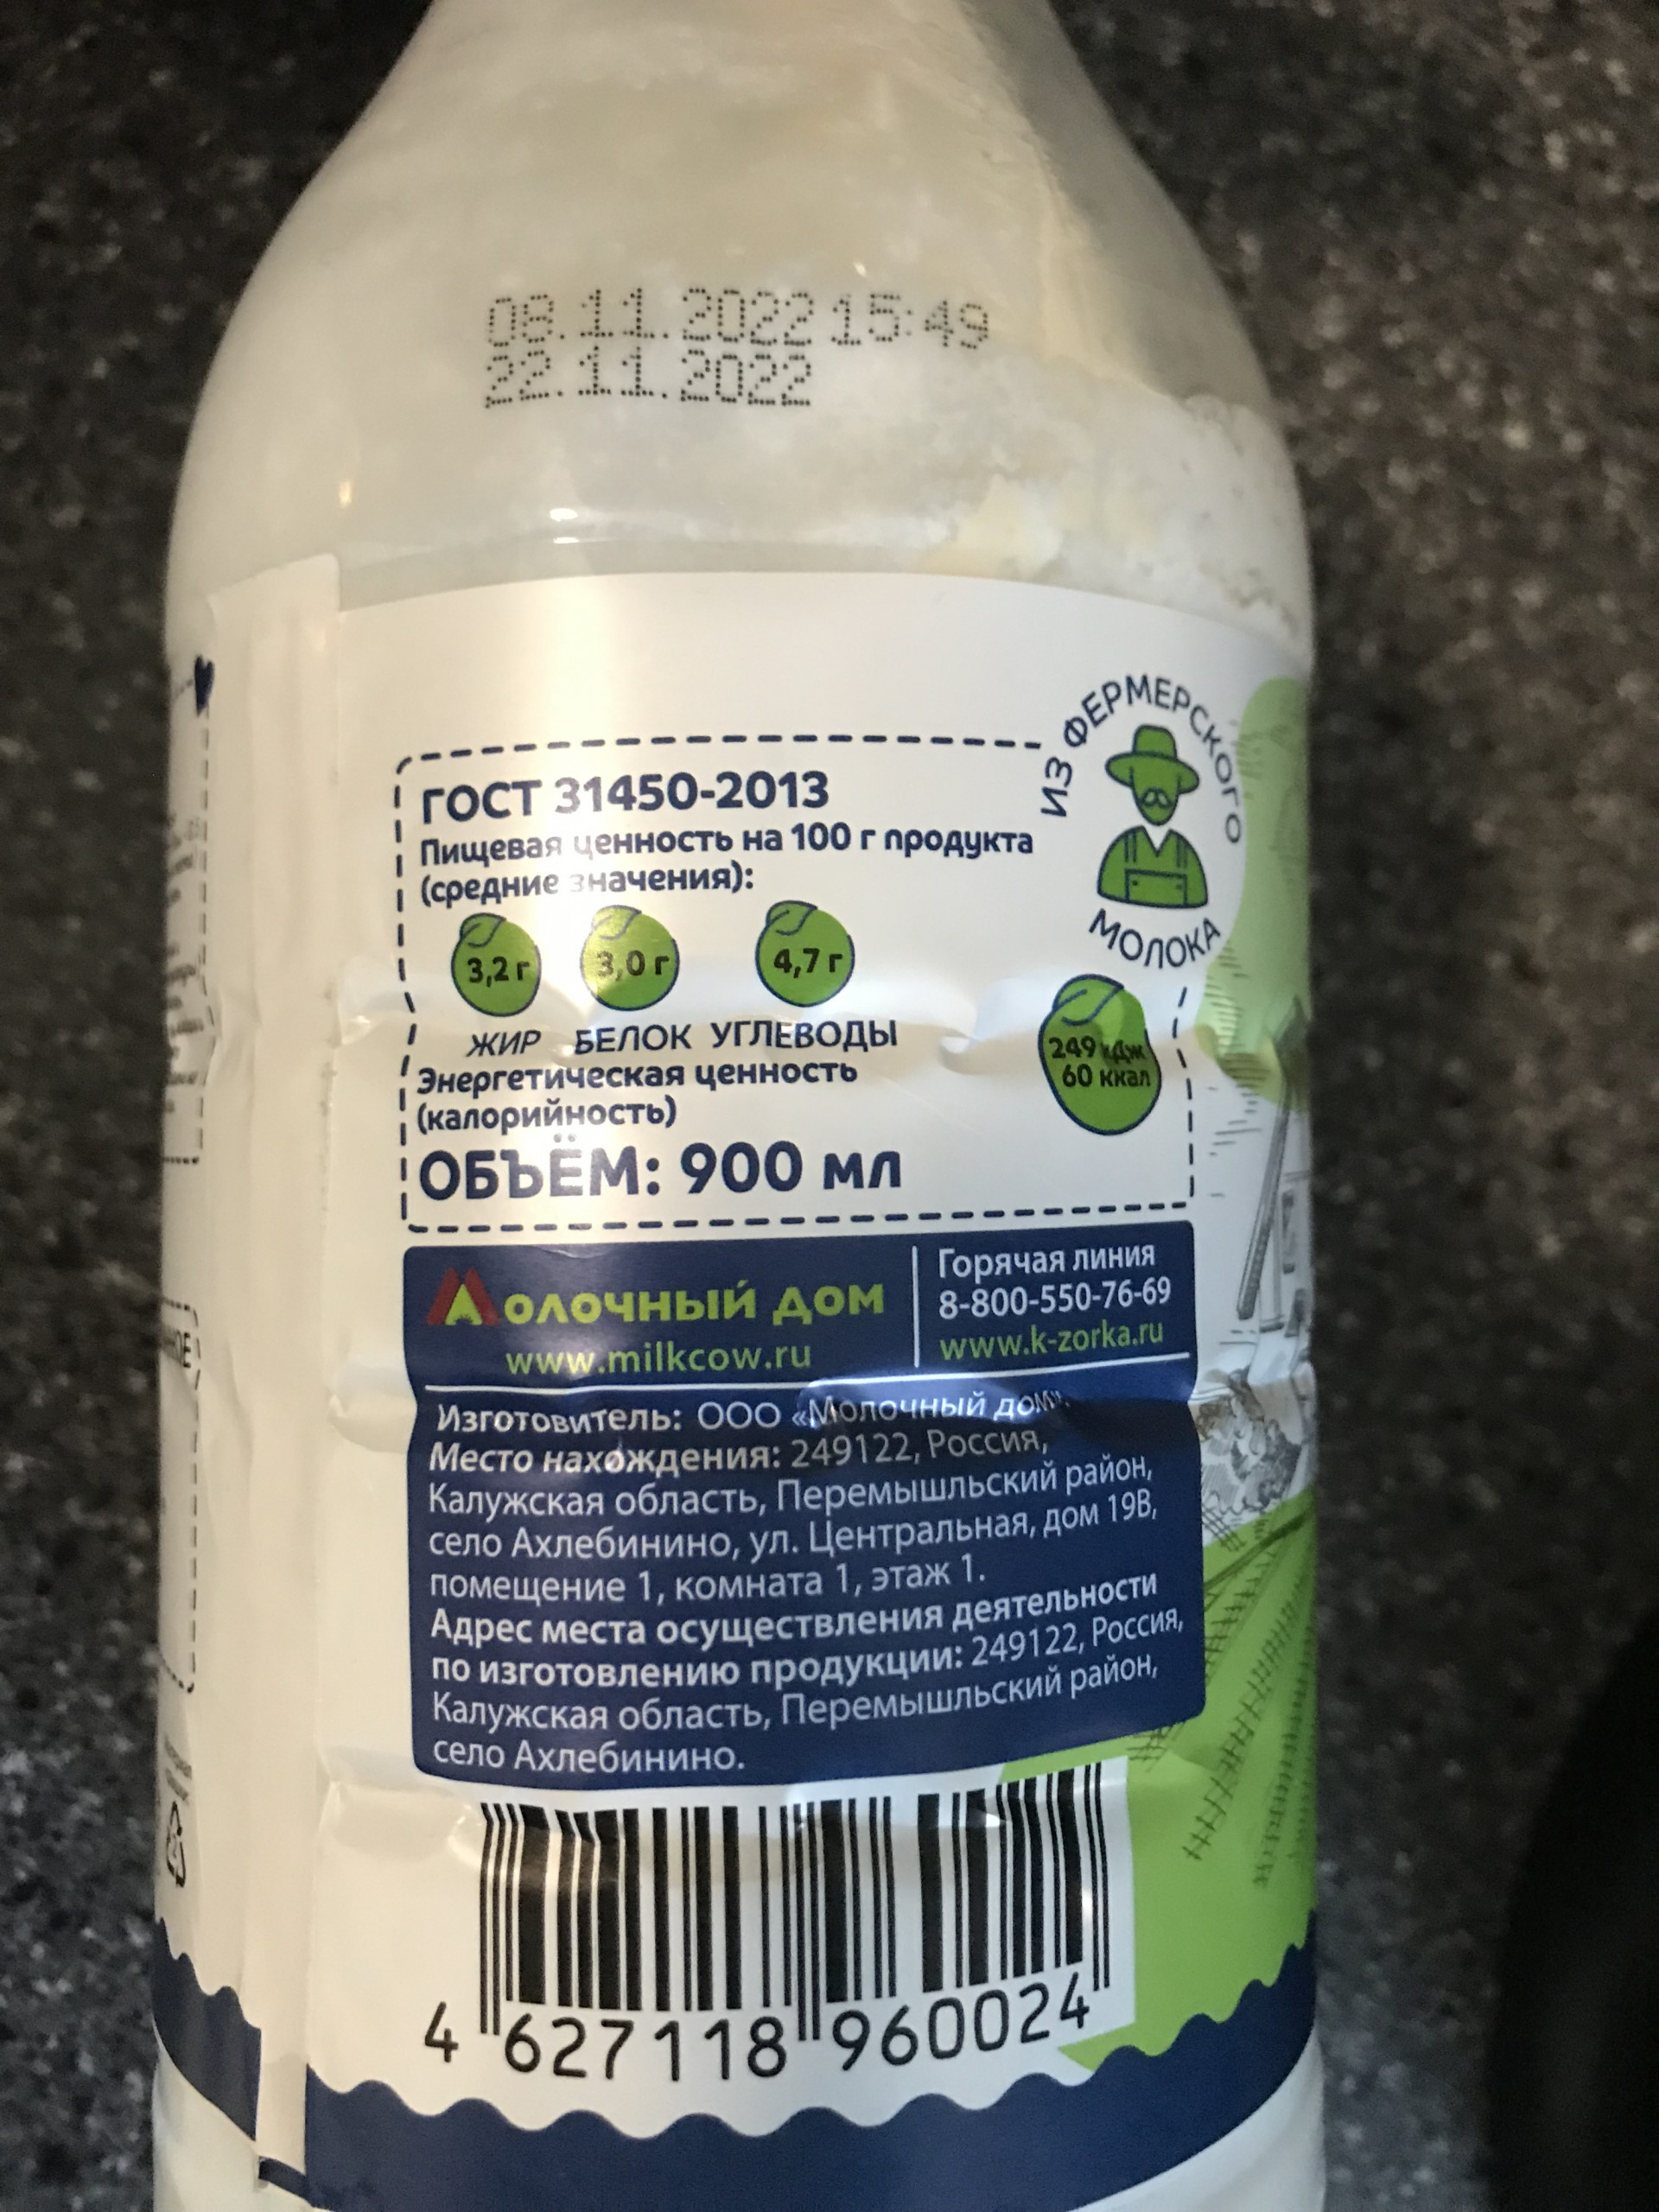 08.11.2022 15:49
22.11.2022
ИЗ ФЕРМЕРСКОГО
МОЛОКА
ГОСТ 31450-2013
Пищевая ценность на 100 г продукта
(средние значения):
3,2 г 3,0 г 4,7 г
ЖИР БЕЛОК УГЛЕВОДЫ
Энергетическая ценность
(калорийность)
249 кДж
60 ккал
ОБЪЁМ: 900 мл
Молочный дом
www.milkcow.ru
Горячая линия
8-800-550-76-69
www.k-zorka.ru
Изготовитель: ООО «Молочный дом».
Место нахождения: 249122, Россия,
Калужская область, Перемышльский район,
село Ахлебинино, ул. Центральная, дом 19В,
помещение 1, комната 1, этаж 1.
Адрес места осуществления деятельности
по изготовлению продукции: 249122, Россия,
Калужская область, Перемышльский район,
село Ахлебинино.
4 627118 960024